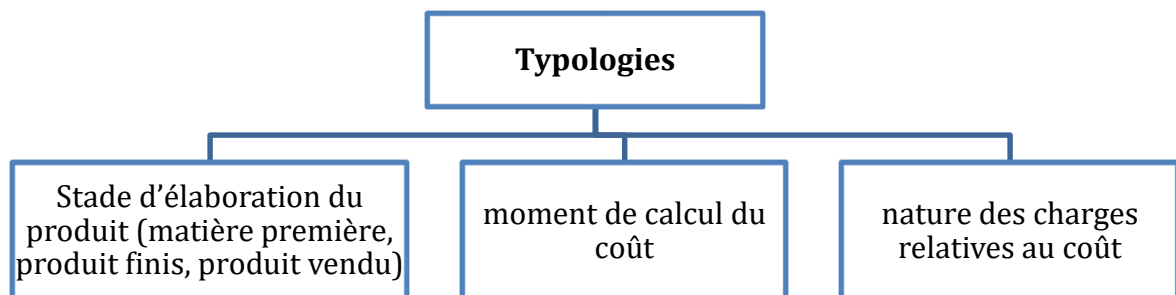 Typologies
Stade d’élaboration du
produit (matière première,
produit finis, produit vendu)
moment de calcul du
coût
nature des charges
relatives au coût